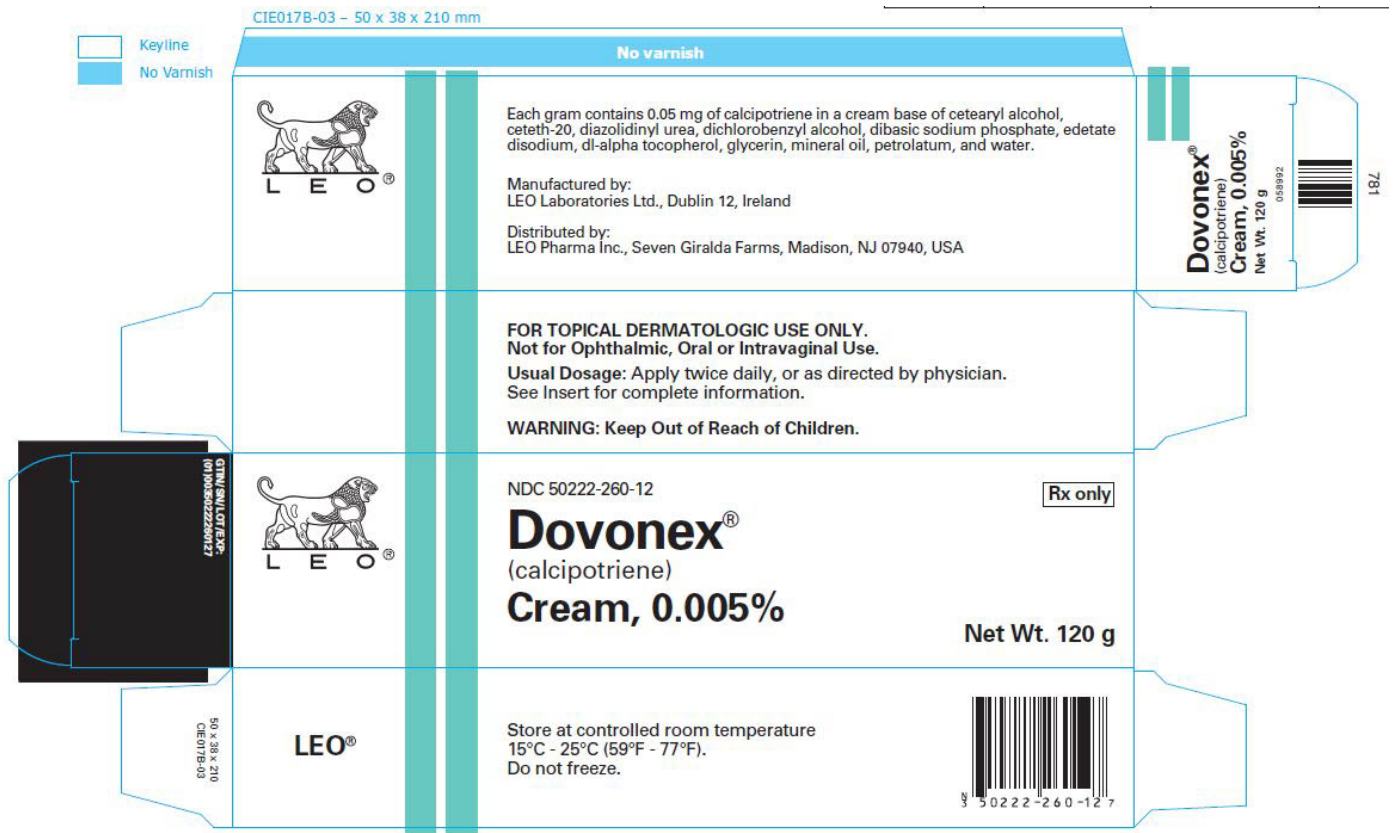 CIE017B-03 – 50 x 38 x 210 mm
Keyline
No Varnish
No varnish
LEO®
Each gram contains 0.05 mg of calcipotriene in a cream base of cetearyl alcohol,
ceteth-20, diazolidinyl urea, dichlorobenzyl alcohol, dibasic sodium phosphate, edetate
disodium, dl-alpha tocopherol, glycerin, mineral oil, petrolatum, and water.
Manufactured by:
LEO Laboratories Ltd., Dublin 12, Ireland
Distributed by:
LEO Pharma Inc., Seven Giralda Farms, Madison, NJ 07940, USA
Dovonex®
(calcipotriene)
Cream, 0.005%
Net Wt. 120 g
058992
781
FOR TOPICAL DERMATOLOGIC USE ONLY.
Not for Ophthalmic, Oral or Intravaginal Use.
Usual Dosage: Apply twice daily, or as directed by physician.
See Insert for complete information.
WARNING: Keep Out of Reach of Children.
GTIN/SN/LOT/EXP:
(01)00350222260127
LEO®
NDC 50222-260-12
Rx only
Dovonex®
(calcipotriene)
Cream, 0.005%
Net Wt. 120 g
50 x 38 x 210
CIE017B-03
LEO®
Store at controlled room temperature
15°C - 25°C (59°F - 77°F).
Do not freeze.
N
3 50222-260-12 7